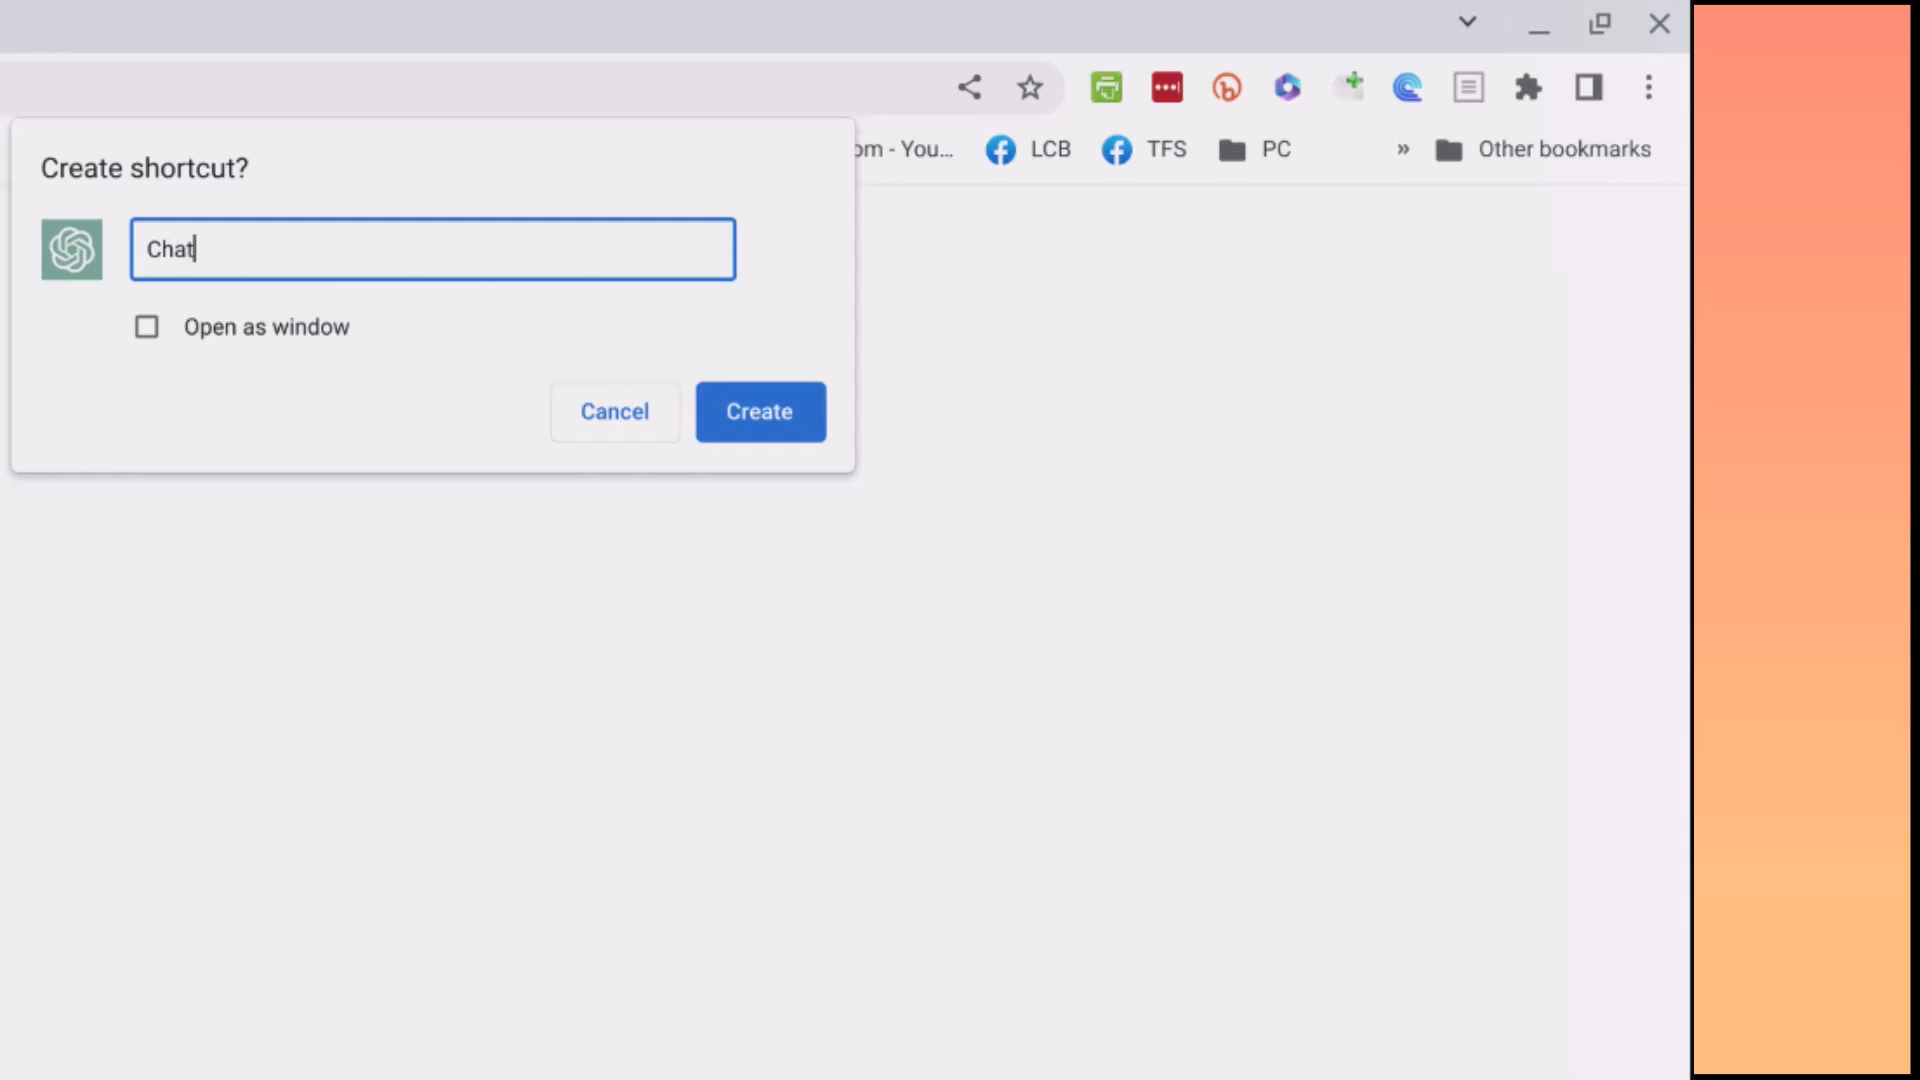 om - You...
LCB
TFS
PC
»
Other bookmarks
Create shortcut?
Chat
Open as window
Cancel
Create